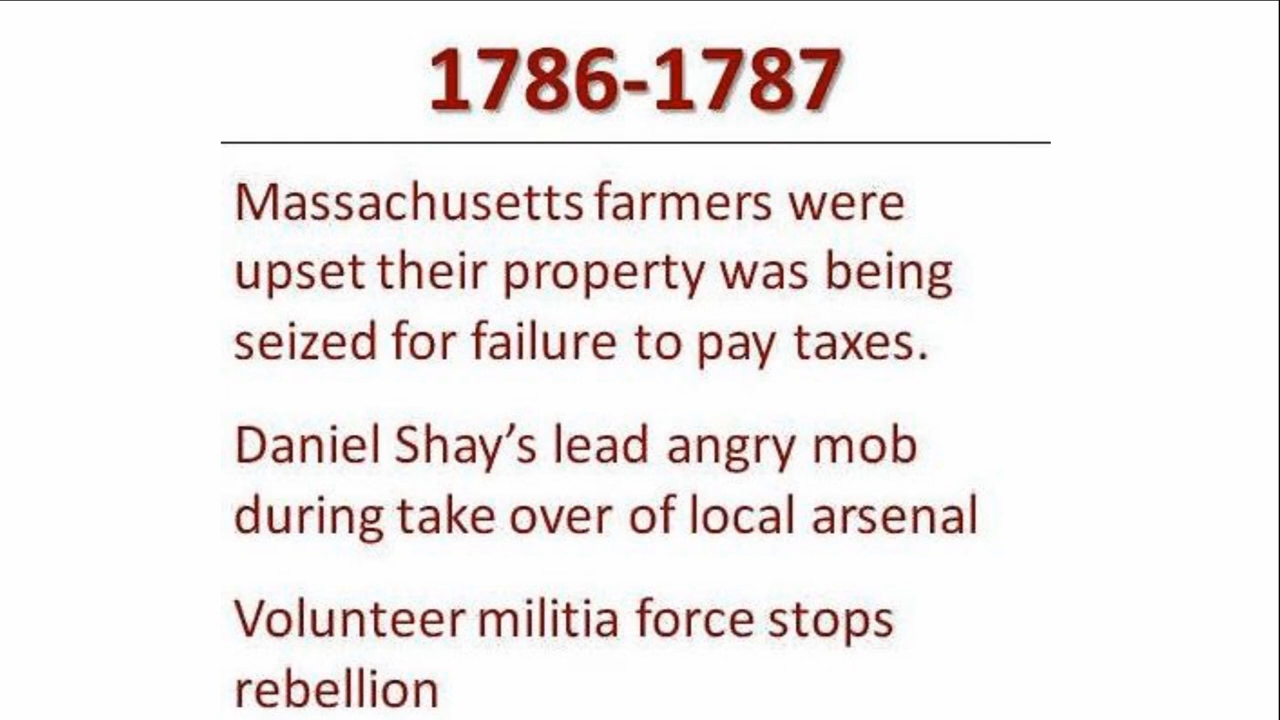 1786-1787
Massachusetts farmers were
upset their property was being
seized for failure to pay taxes.
Daniel Shay’s lead angry mob
during take over of local arsenal
Volunteer militia force stops
rebellion